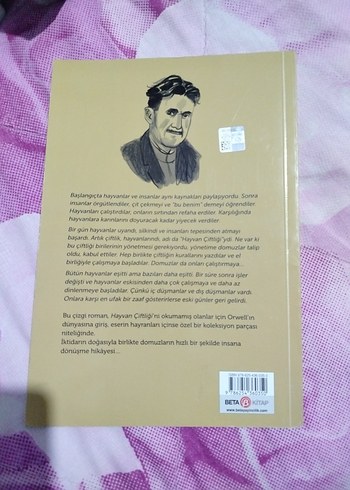 Başlangıçta hayvanlar ve insanlar aynı kaynakları paylaşıyordu. Sonra
insanlar örgütlendiler, çit çekmeyi ve "bu benim" demeyi öğrendiler.
Hayvanları çalıştırdılar, onların sırtından refaha erdiler. Karşılığında
hayvanlara karınlarını doyuracak kadar yiyecek verdiler.
Bir gün hayvanlar uyandı, silkindi ve insanları tepesinden atmayı
başardı. Artık çiftlik, hayvanlarındı, adı da "Hayvan Çiftliği"ydi. Ne var ki
bu çiftliği birilerinin yönetmesi gerekiyordu, yönetime domuzlar talip
oldu, kabul ettiler. Hep birlikte çiftliğin kurallarını yazdılar ve el
birliğiyle çalışmaya başladılar. Domuzlar da onları çalıştırmaya...
Bütün hayvanlar eşitti ama bazıları daha eşitti. Bir süre sonra işler
değişti ve hayvanlar eskisinden daha çok çalışmaya ve daha az
dinlenmeye başladılar. Çünkü iç düşmanlar ve dış düşmanlar vardı.
Onlara karşı en ufak bir zaaf gösterirlerse eski günler geri gelirdi.
Bu çizgi roman, Hayvan Çiftliği'ni okumamış olanlar için Orwell'ın
dünyasına giriş, eserin hayranları içinse özel bir koleksiyon parçası
niteliğinde.
İktidarın doğasıyla birlikte domuzların hızlı bir şekilde insana
dönüşme hikâyesi...
BETA KİTAP